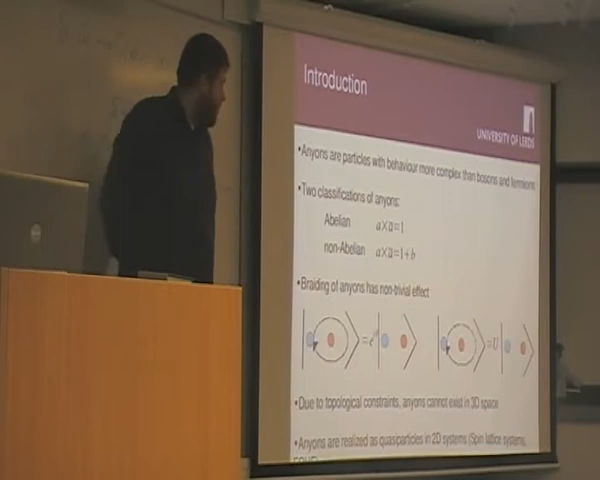 Introduction
UNIVERSITY OF LEEDS
•Anyons are particles with behaviour more complex than bosons and fermions
•Two classifications of anyons:
Abelian a×a̅=1
non-Abelian a×a̅=1+b
•Braiding of anyons has non-trivial effect
=e =U
•Due to topological constraints, anyons cannot exist in 3D space
•Anyons are realized as quasiparticles in 2D systems (Spin lattice systems,